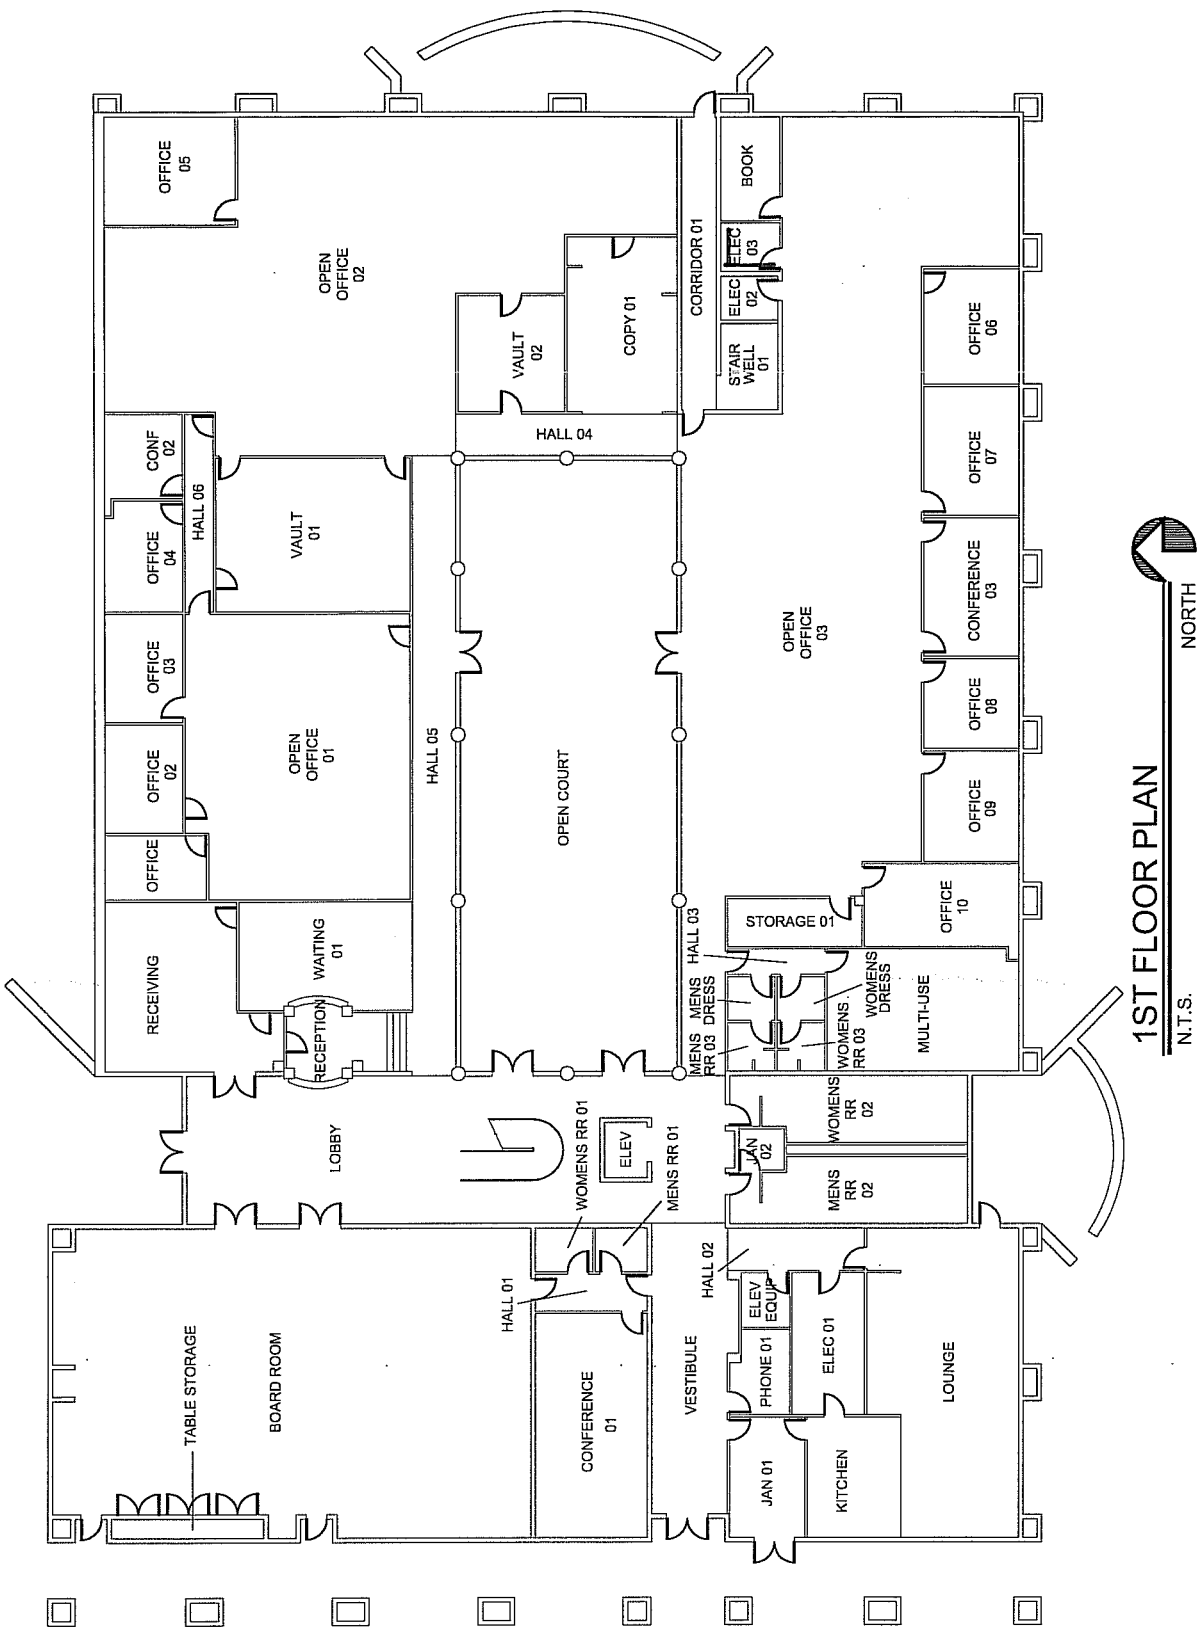 OFFICE
05
OPEN
OFFICE
02
CONF
02
OFFICE
04
HALL 06
VAULT
01
OFFICE
03
OFFICE
02
OFFICE
OPEN
OFFICE
01
HALL 05
RECEIVING
WAITING
01
RECEPTION
VAULT
02
COPY 01
HALL 04
CORRIDOR 01
BOOK
ELEC
03
ELEC
02
STAIR
WELL
01
OPEN COURT
OPEN
OFFICE
03
OFFICE
06
OFFICE
07
CONFERENCE
03
OFFICE
08
OFFICE
09
OFFICE
10
STORAGE 01
HALL 03
MENS
DRESS
WOMENS
DRESS
MENS
RR 03
WOMENS
RR 03
MULTI-USE
LOBBY
ELEV
WOMENS RR 01
MENS RR 01
JAN
02
WOMENS
RR
02
MENS
RR
02
HALL 01
HALL 02
ELEV
EQUIP
PHONE 01
ELEC 01
TABLE STORAGE
BOARD ROOM
CONFERENCE
01
VESTIBULE
JAN 01
KITCHEN
LOUNGE
1ST FLOOR PLAN
N.T.S.
NORTH